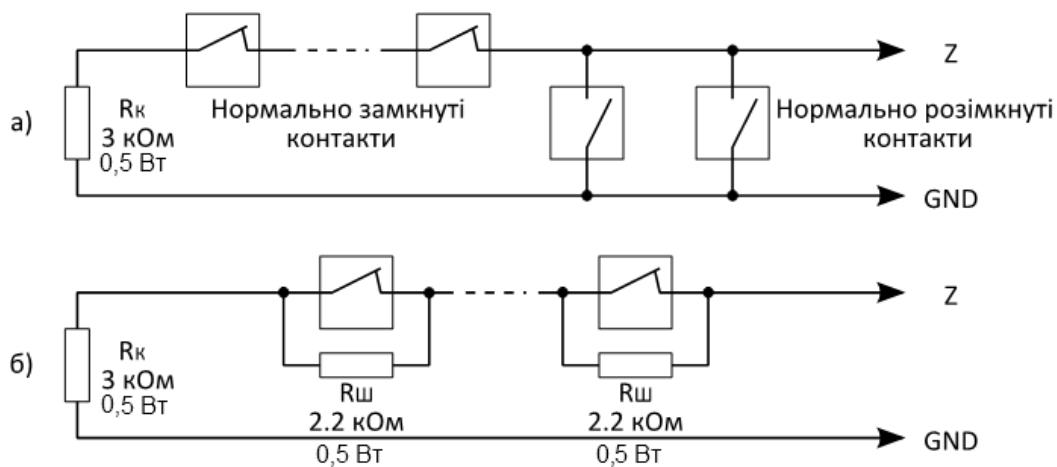 а)
Rк
3 кОм
0,5 Вт
Нормально замкнуті
контакти
Нормально розімкнуті
контакти
Z
GND
б)
Rк
3 кОм
0,5 Вт
Rш
2.2 кОм
0,5 Вт
Rш
2.2 кОм
0,5 Вт
Z
GND